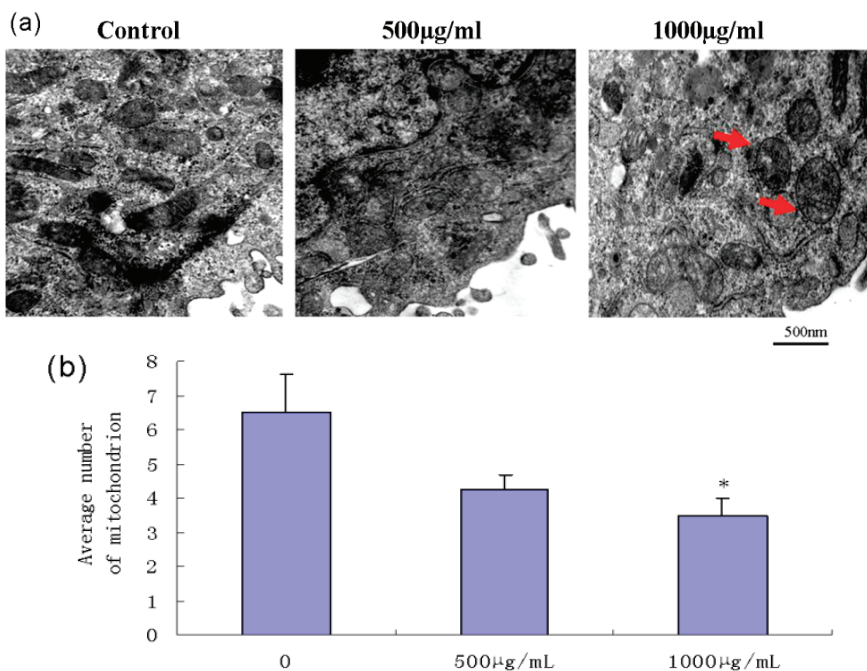 (a)
Control
500μg/ml
1000μg/ml
500nm
(b)
Average number
of mitochondrion
8
7
6
5
4
3
2
1
0
*
0
500μg/mL
1000μg/mL